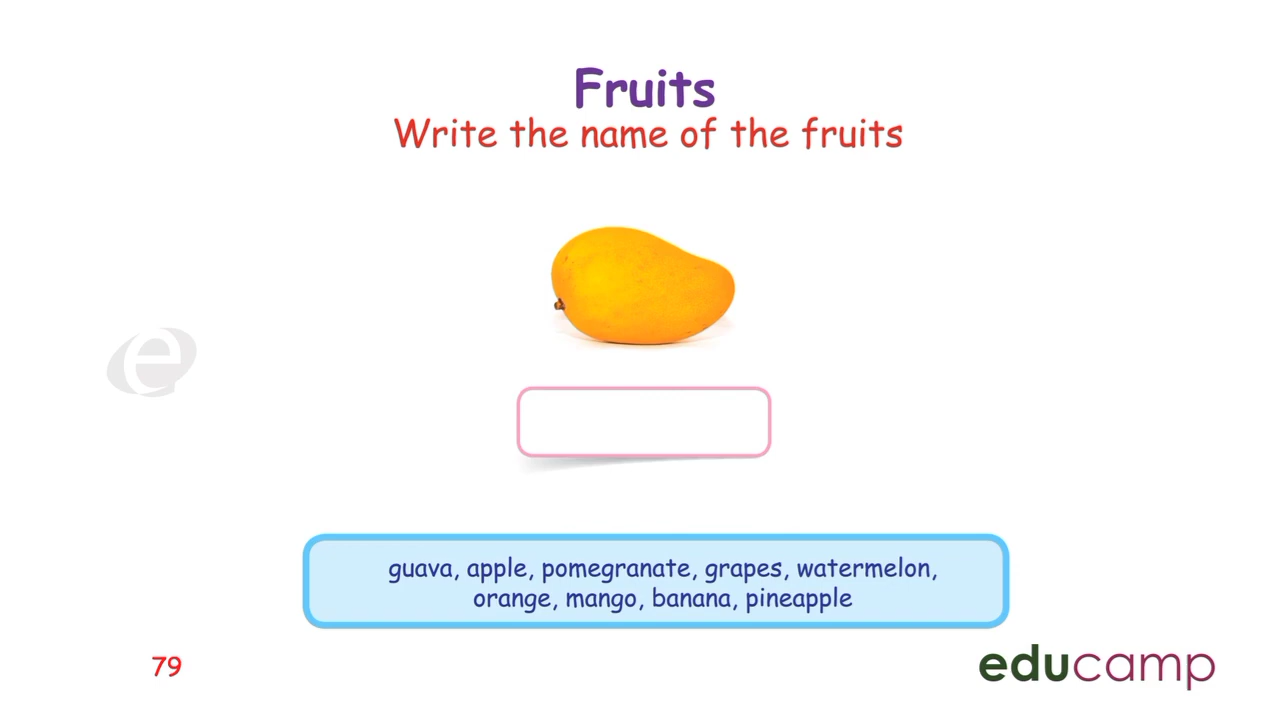 Fruits
Write the name of the fruits
e
guava, apple, pomegranate, grapes, watermelon,
orange, mango, banana, pineapple
79
educamp